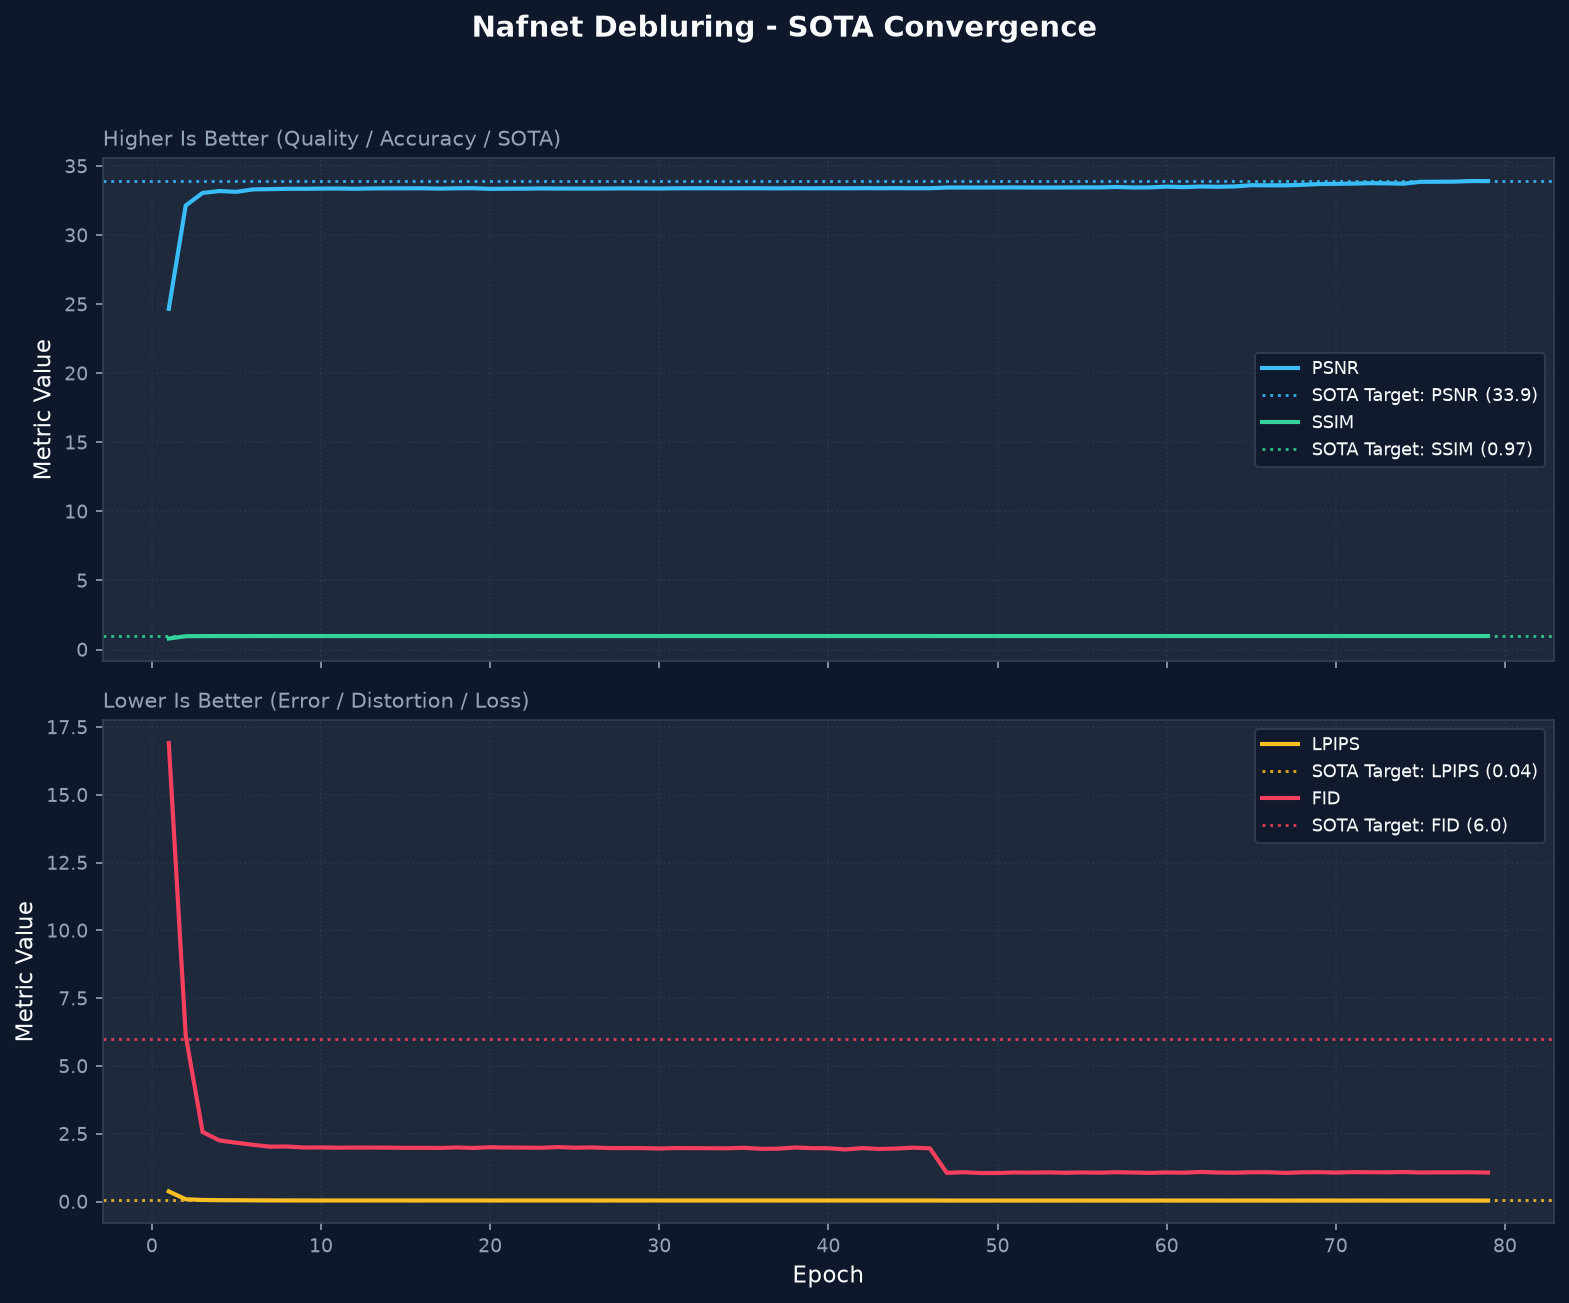 Nafnet Debluring - SOTA Convergence
Higher Is Better (Quality / Accuracy / SOTA)
35
30
25
20
15
10
5
0
Metric Value
PSNR
SOTA Target: PSNR (33.9)
SSIM
SOTA Target: SSIM (0.97)
Lower Is Better (Error / Distortion / Loss)
17.5
15.0
12.5
10.0
7.5
5.0
2.5
0.0
Metric Value
LPIPS
SOTA Target: LPIPS (0.04)
FID
SOTA Target: FID (6.0)
0 10 20 30 40 50 60 70 80
Epoch